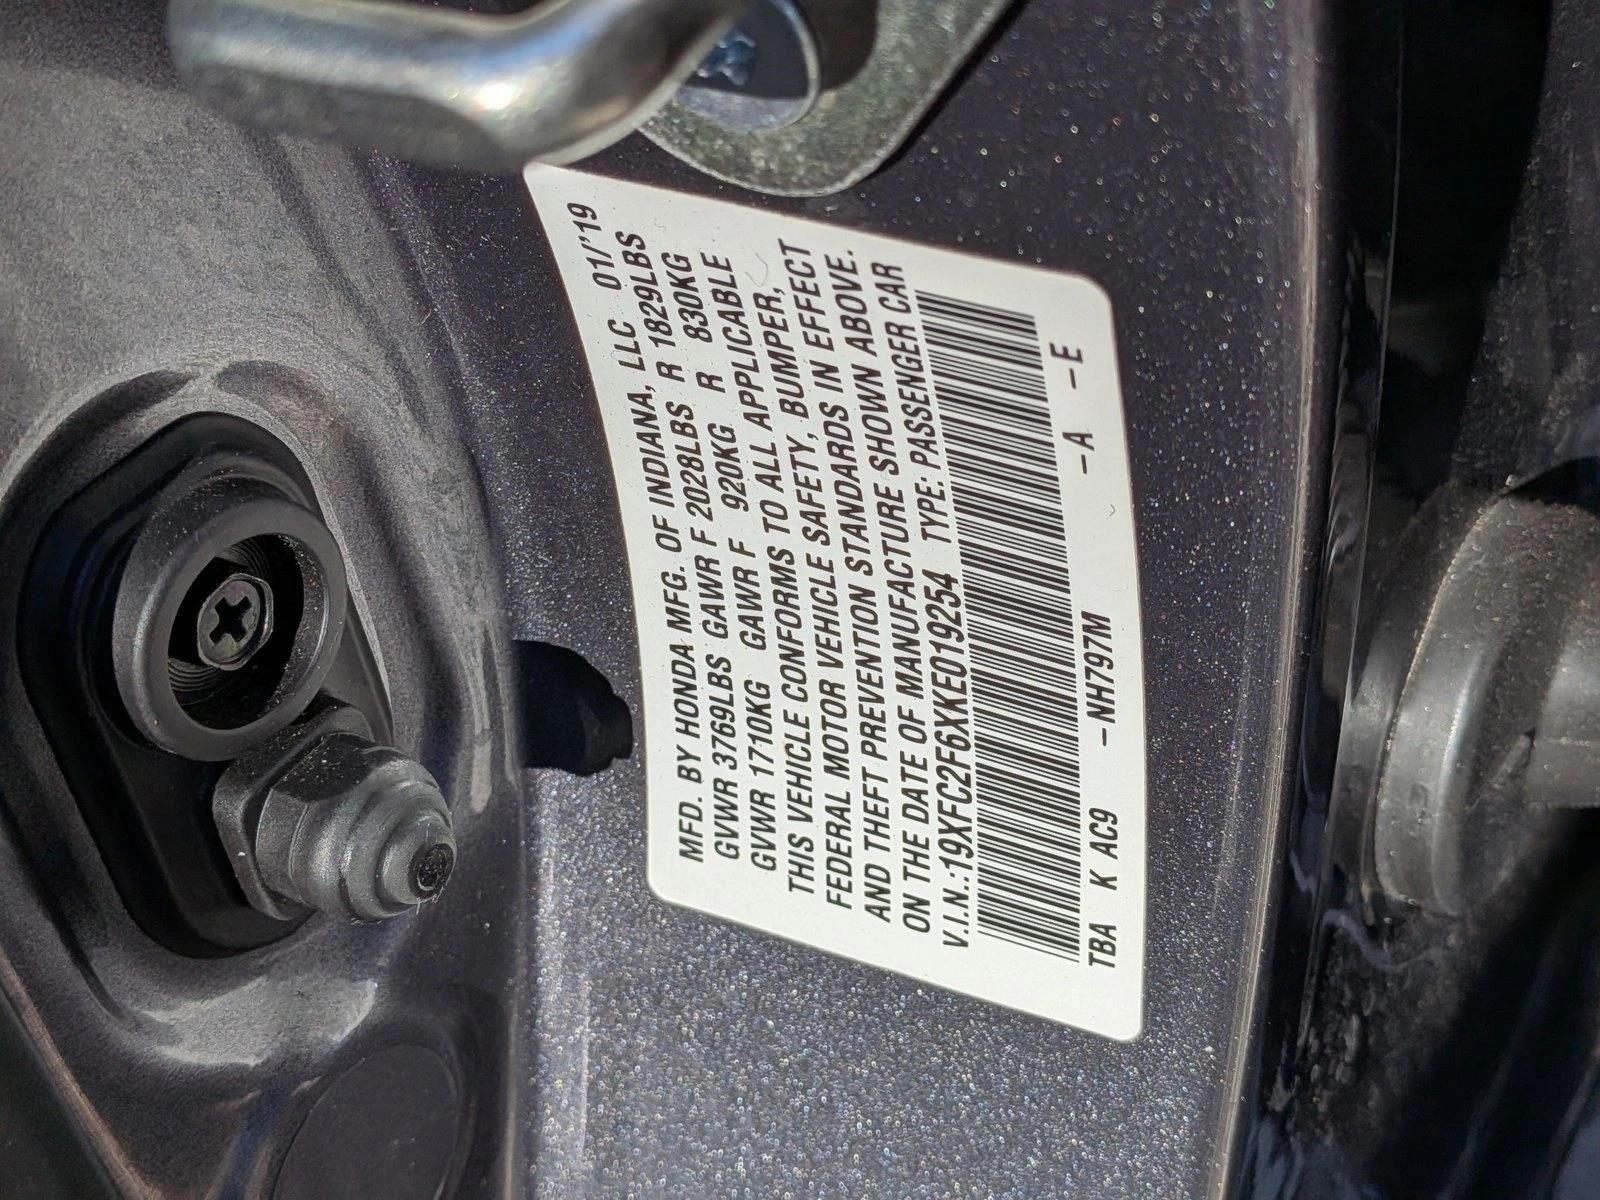 MFD. BY HONDA MFG. OF INDIANA, LLC 01/'19
GVWR 3769LBS GAWR F 2028LBS R 1829LBS
GVWR 1710KG GAWR F 920KG R 830KG
THIS VEHICLE CONFORMS TO ALL APPLICABLE
FEDERAL MOTOR VEHICLE SAFETY, BUMPER,
AND THEFT PREVENTION STANDARDS IN EFFECT
ON THE DATE OF MANUFACTURE SHOWN ABOVE.
V.I.N.:19XFC2F6XKE019254 TYPE: PASSENGER CAR
TBA K AC9 -NH797M -A -E